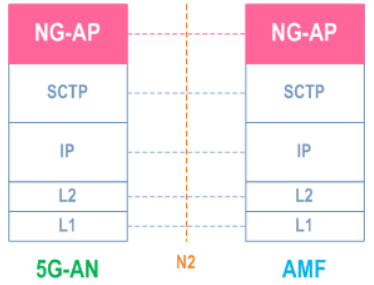 NG-AP NG-AP
SCTP SCTP
IP IP
L2 L2
L1 L1
5G-AN N2 AMF